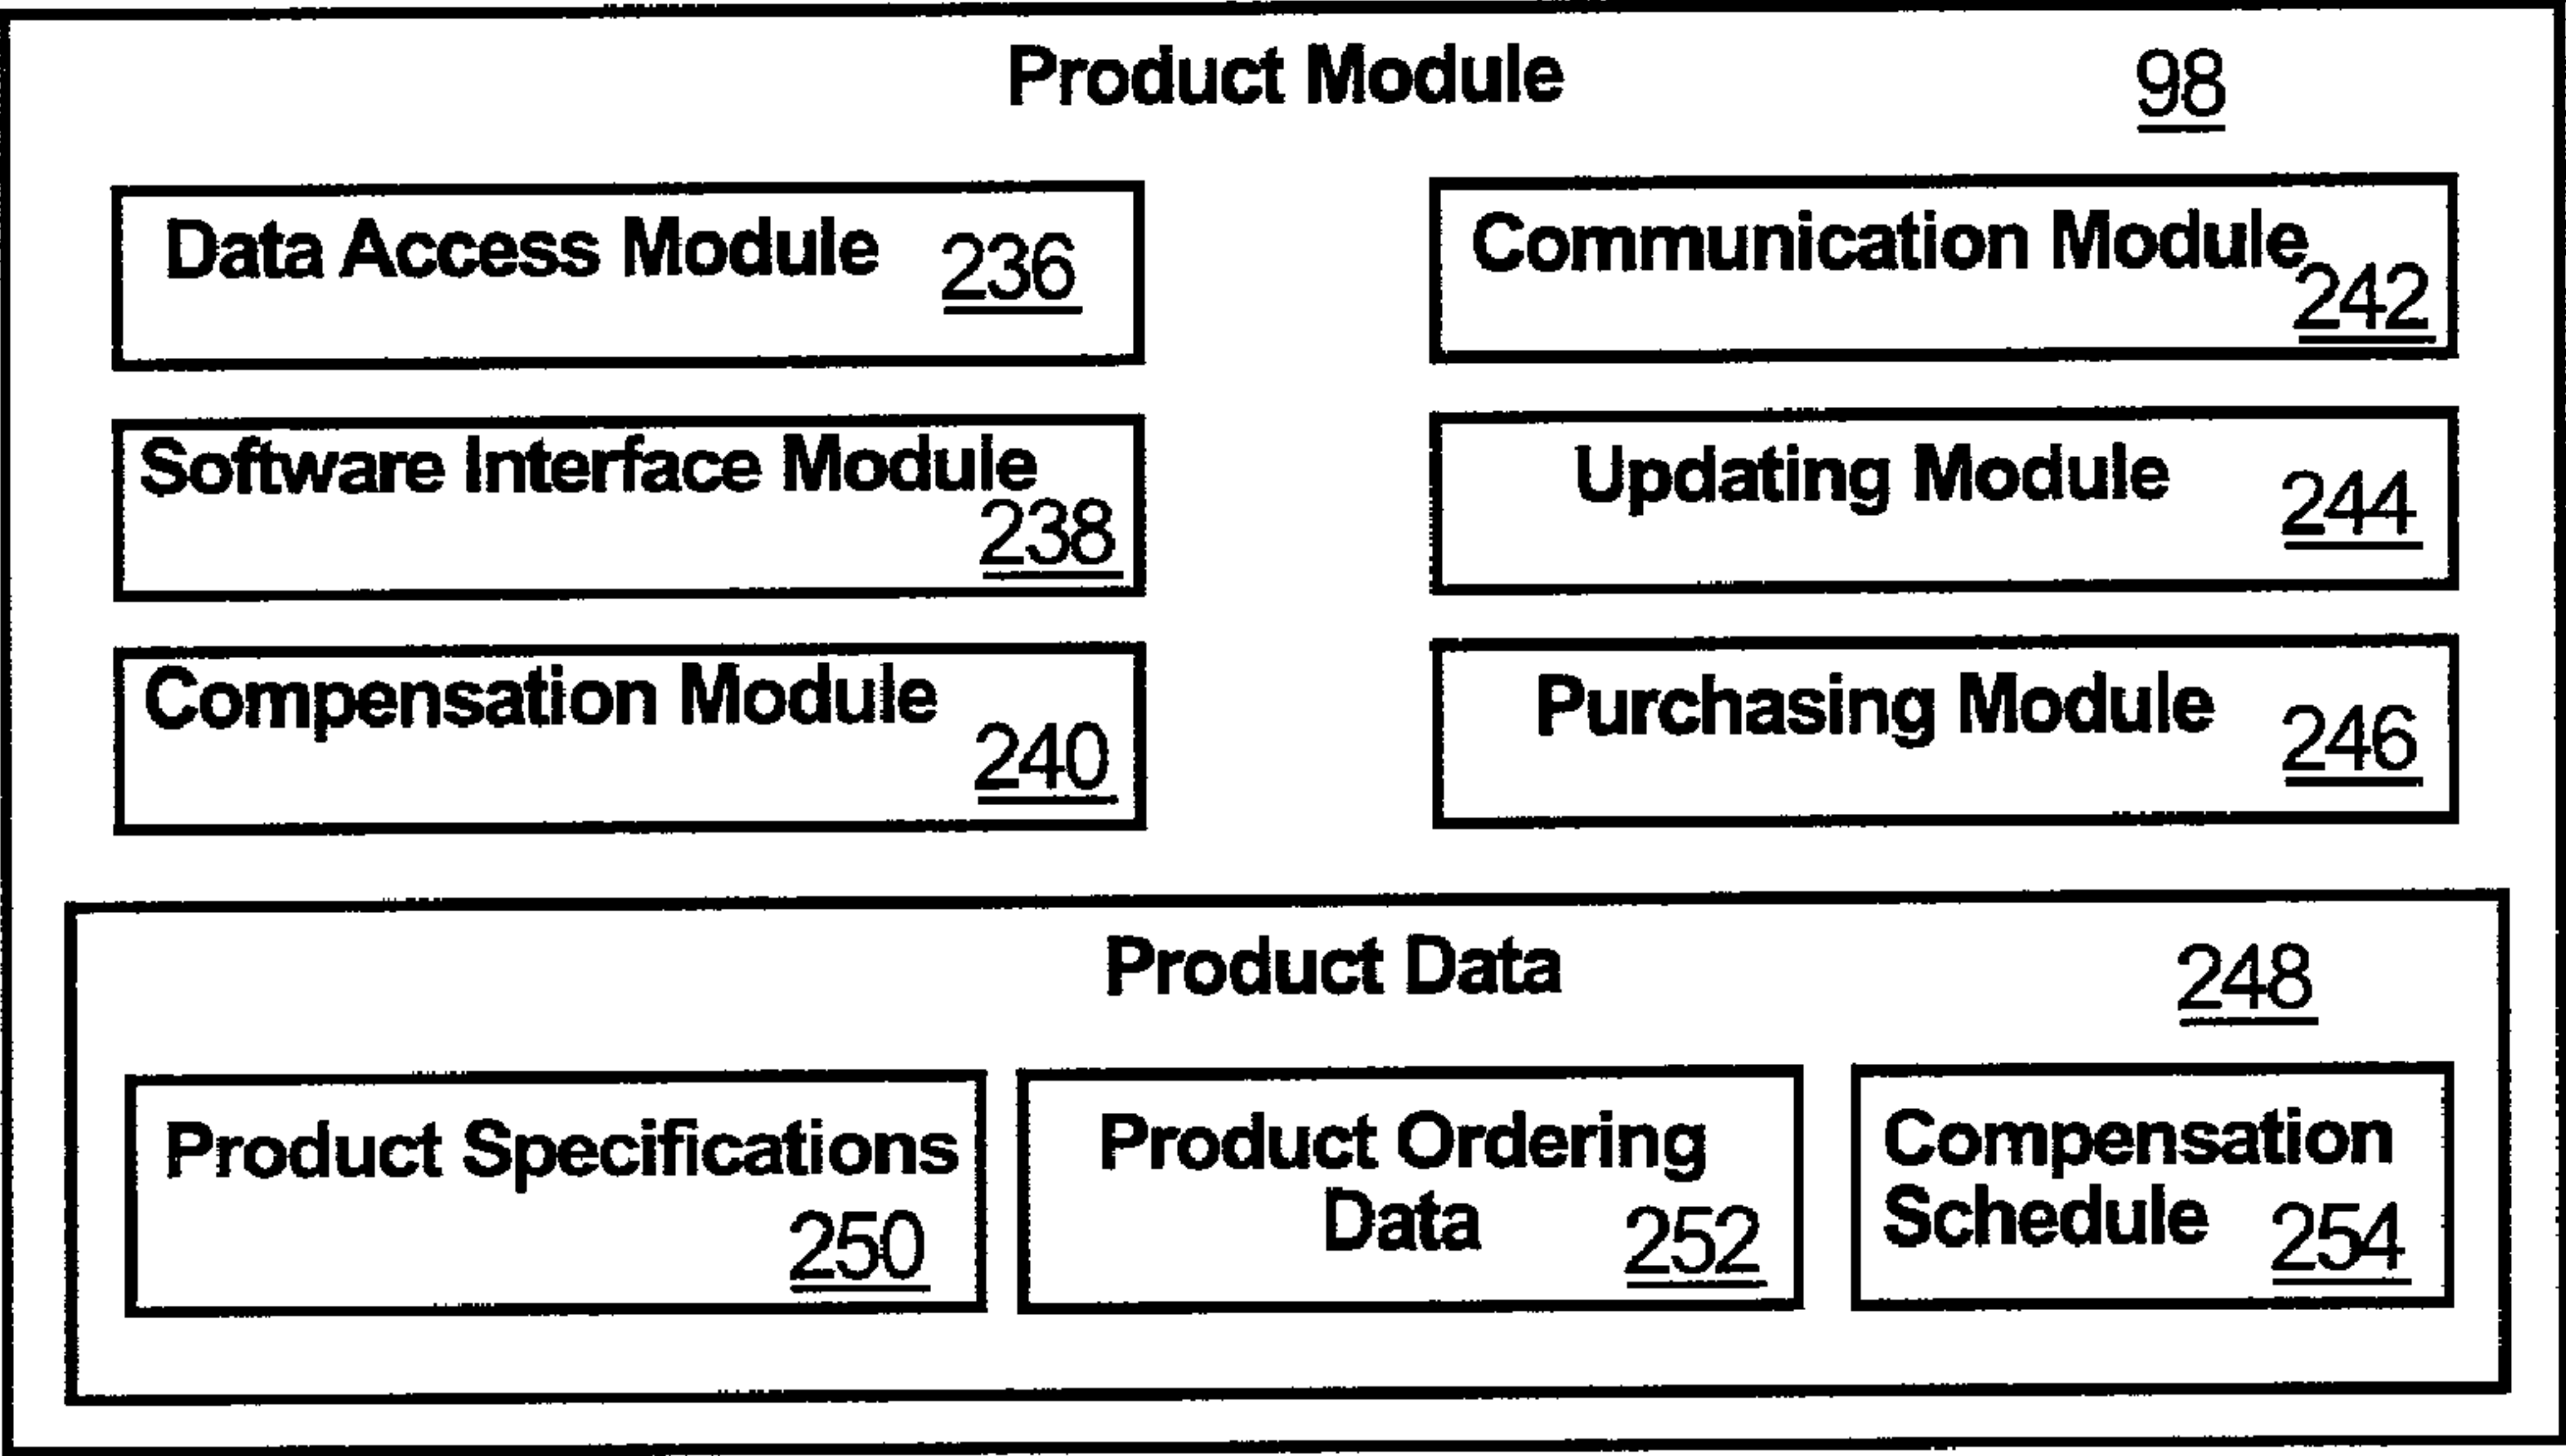 Product Module 98
Data Access Module 236
Communication Module 242
Software Interface Module 238
Updating Module 244
Compensation Module 240
Purchasing Module 246
Product Data 248
Product Specifications
250
Product Ordering
Data 252
Compensation
Schedule 254